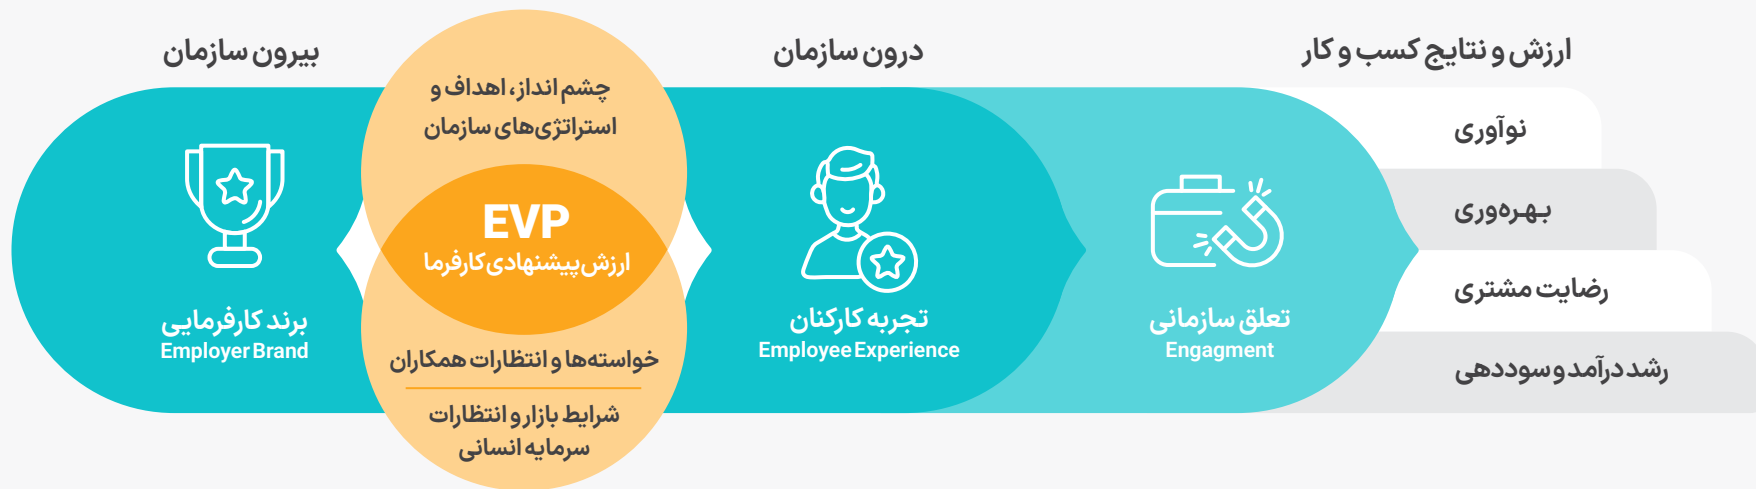 بیرون سازمان
درون سازمان
ارزش و نتایج کسب و کار
برند کارفرمایی
Employer Brand
چشم انداز، اهداف و
استراتژی‌های سازمان
EVP
ارزش پیشنهادی کارفرما
خواسته‌ها و انتظارات همکاران
شرایط بازار و انتظارات
سرمایه انسانی
تجربه کارکنان
Employee Experience
تعلق سازمانی
Engagment
نوآوری
بهره‌وری
رضایت مشتری
رشد درآمد و سوددهی